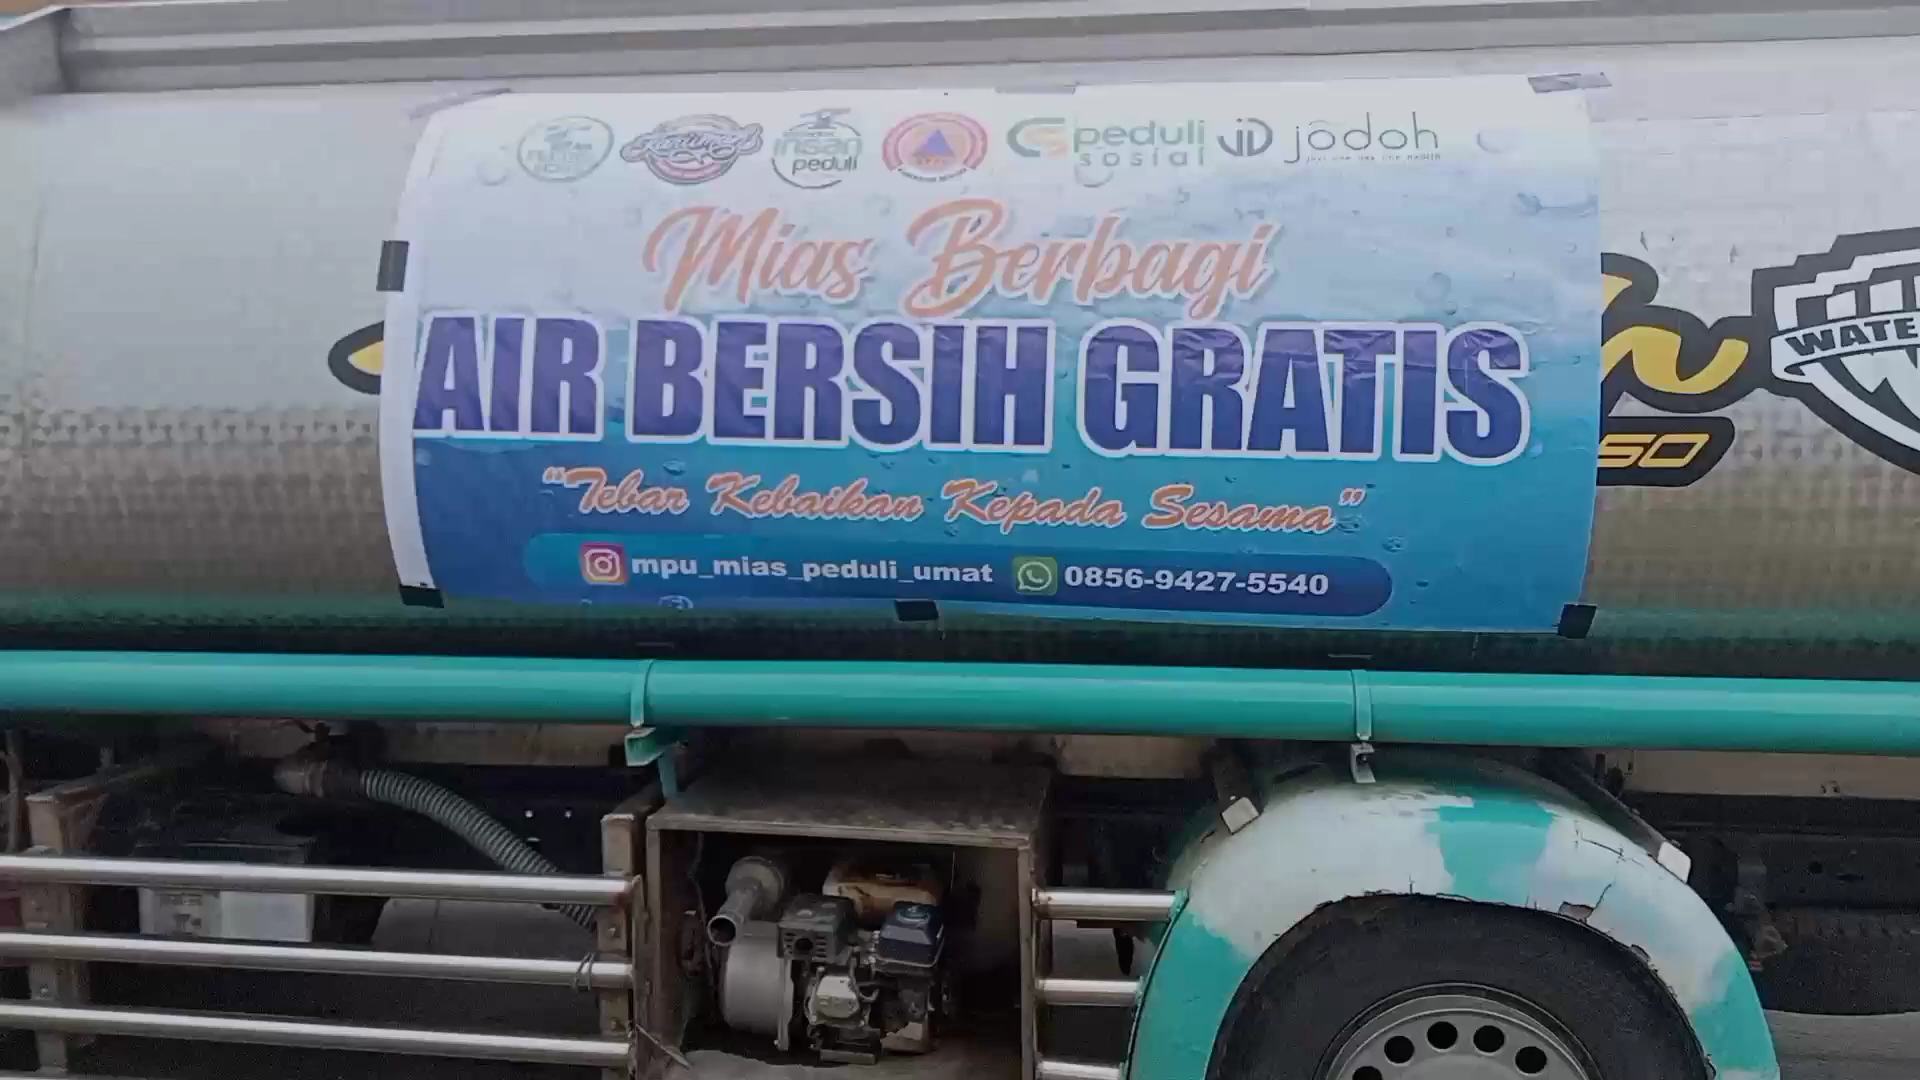 insan peduli
peduli sosial
jodoh
Mias Berbagi
AIR BERSIH GRATIS
"Tebar Kebaikan Kepada Sesama"
mpu_mias_peduli_umat 0856-9427-5540
WATE
50